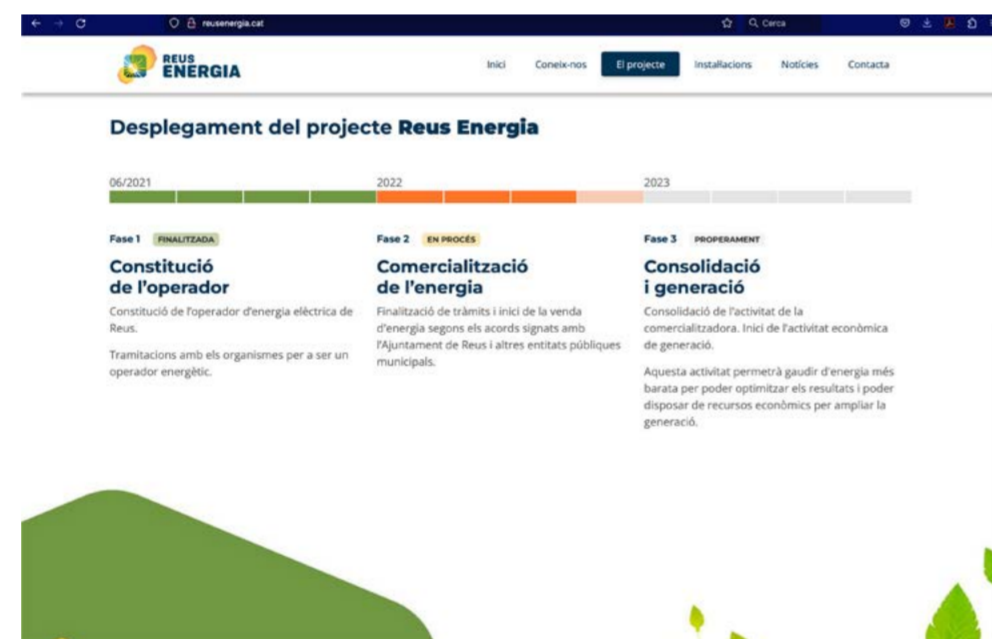 reusenergia.cat
Cerca
REUS
ENERGIA
Inici
Coneix-nos
El projecte
Instal·lacions
Notícies
Contacta
Desplegament del projecte Reus Energia
06/2021
2022
2023
Fase 1 FINALITZADA
Constitució
de l'operador
Constitució de l'operador d'energia elèctrica de
Reus.
Tramitacions amb els organismes per a ser un
operador energètic.
Fase 2 EN PROCÉS
Comercialització
de l'energia
Finalització de tràmits i inici de la venda
d'energia segons els acords signats amb
l'Ajuntament de Reus i altres entitats públiques
municipals.
Fase 3 PROPERAMENT
Consolidació
i generació
Consolidació de l'activitat de la
comercialitzadora. Inici de l'activitat econòmica
de generació.
Aquesta activitat permetrà gaudir d'energia més
barata per poder optimitzar els resultats i poder
disposar de recursos econòmics per ampliar la
generació.